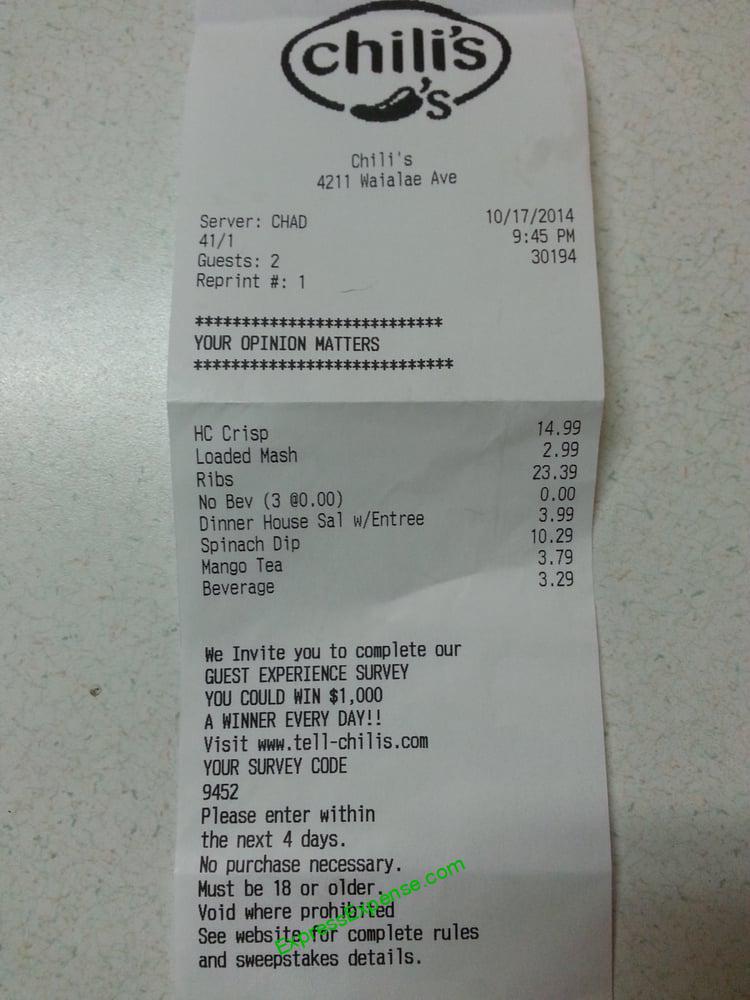 chili's
's
Chili's
4211 Waialae Ave
Server: CHAD 10/17/2014
41/1 9:45 PM
Guests: 2 30194
Reprint #: 1
***************************
YOUR OPINION MATTERS
****************************
HC Crisp 14.99
Loaded Mash 2.99
Ribs 23.39
No Bev (3 @0.00) 0.00
Dinner House Sal w/Entree 3.99
Spinach Dip 10.29
Mango Tea 3.79
Beverage 3.29
We Invite you to complete our
GUEST EXPERIENCE SURVEY
YOU COULD WIN $1,000
A WINNER EVERY DAY!!
Visit www.tell-chilis.com
YOUR SURVEY CODE
9452
Please enter within
the next 4 days.
No purchase necessary.
Must be 18 or older.
Void where prohibited
See website for complete rules
and sweepstakes details.
ExpressExpense.com